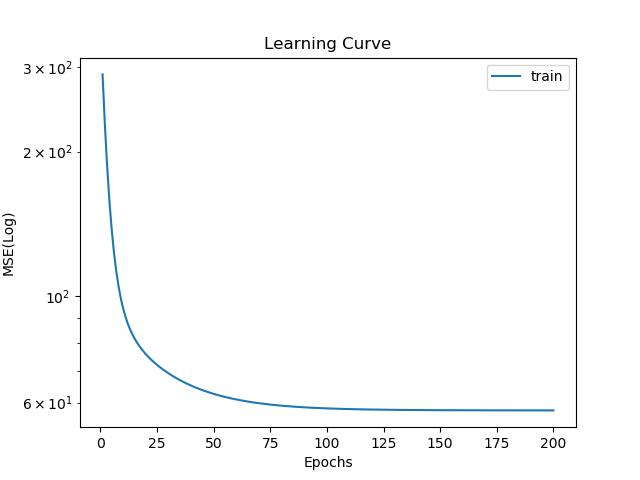 Learning Curve
train
MSE(Log)
3 × 10²
2 × 10²
10²
6 × 10¹
0 25 50 75 100 125 150 175 200
Epochs